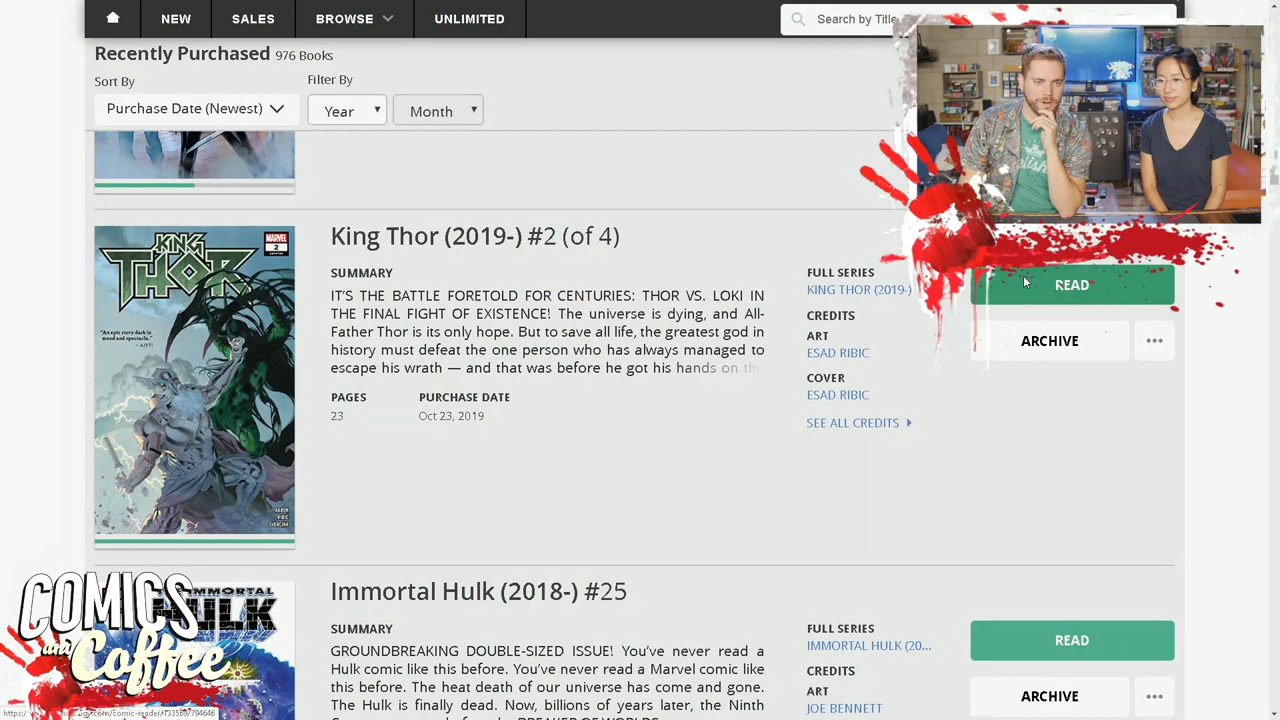 NEW
SALES
BROWSE
UNLIMITED
Search by Title,
Recently Purchased 976 Books
Sort By
Filter By
Purchase Date (Newest)
Year
Month
King Thor (2019-) #2 (of 4)
SUMMARY
IT'S THE BATTLE FORETOLD FOR CENTURIES: THOR VS. LOKI IN
THE FINAL FIGHT OF EXISTENCE! The universe is dying, and All-
Father Thor is its only hope. But to save all life, the greatest god in
history must defeat the one person who has always managed to
escape his wrath — and that was before he got his hands on the
PAGES
23
PURCHASE DATE
Oct 23, 2019
FULL SERIES
KING THOR (2019-)
CREDITS
ART
ESAD RIBIC
COVER
ESAD RIBIC
SEE ALL CREDITS
READ
ARCHIVE
KING
THOR
MARVEL
2
AARON
RIBIC
SVORCINA
Immortal Hulk (2018-) #25
SUMMARY
GROUNDBREAKING DOUBLE-SIZED ISSUE! You've never read a
Hulk comic like this before. You've never read a Marvel comic like
this before. The heat death of our universe has come and gone.
The Hulk is finally dead. Now, billions of years later, the Ninth
FULL SERIES
IMMORTAL HULK (20...
CREDITS
ART
JOE BENNETT
READ
ARCHIVE
THE IMMORTAL
HULK
COMICS
and
Coffee